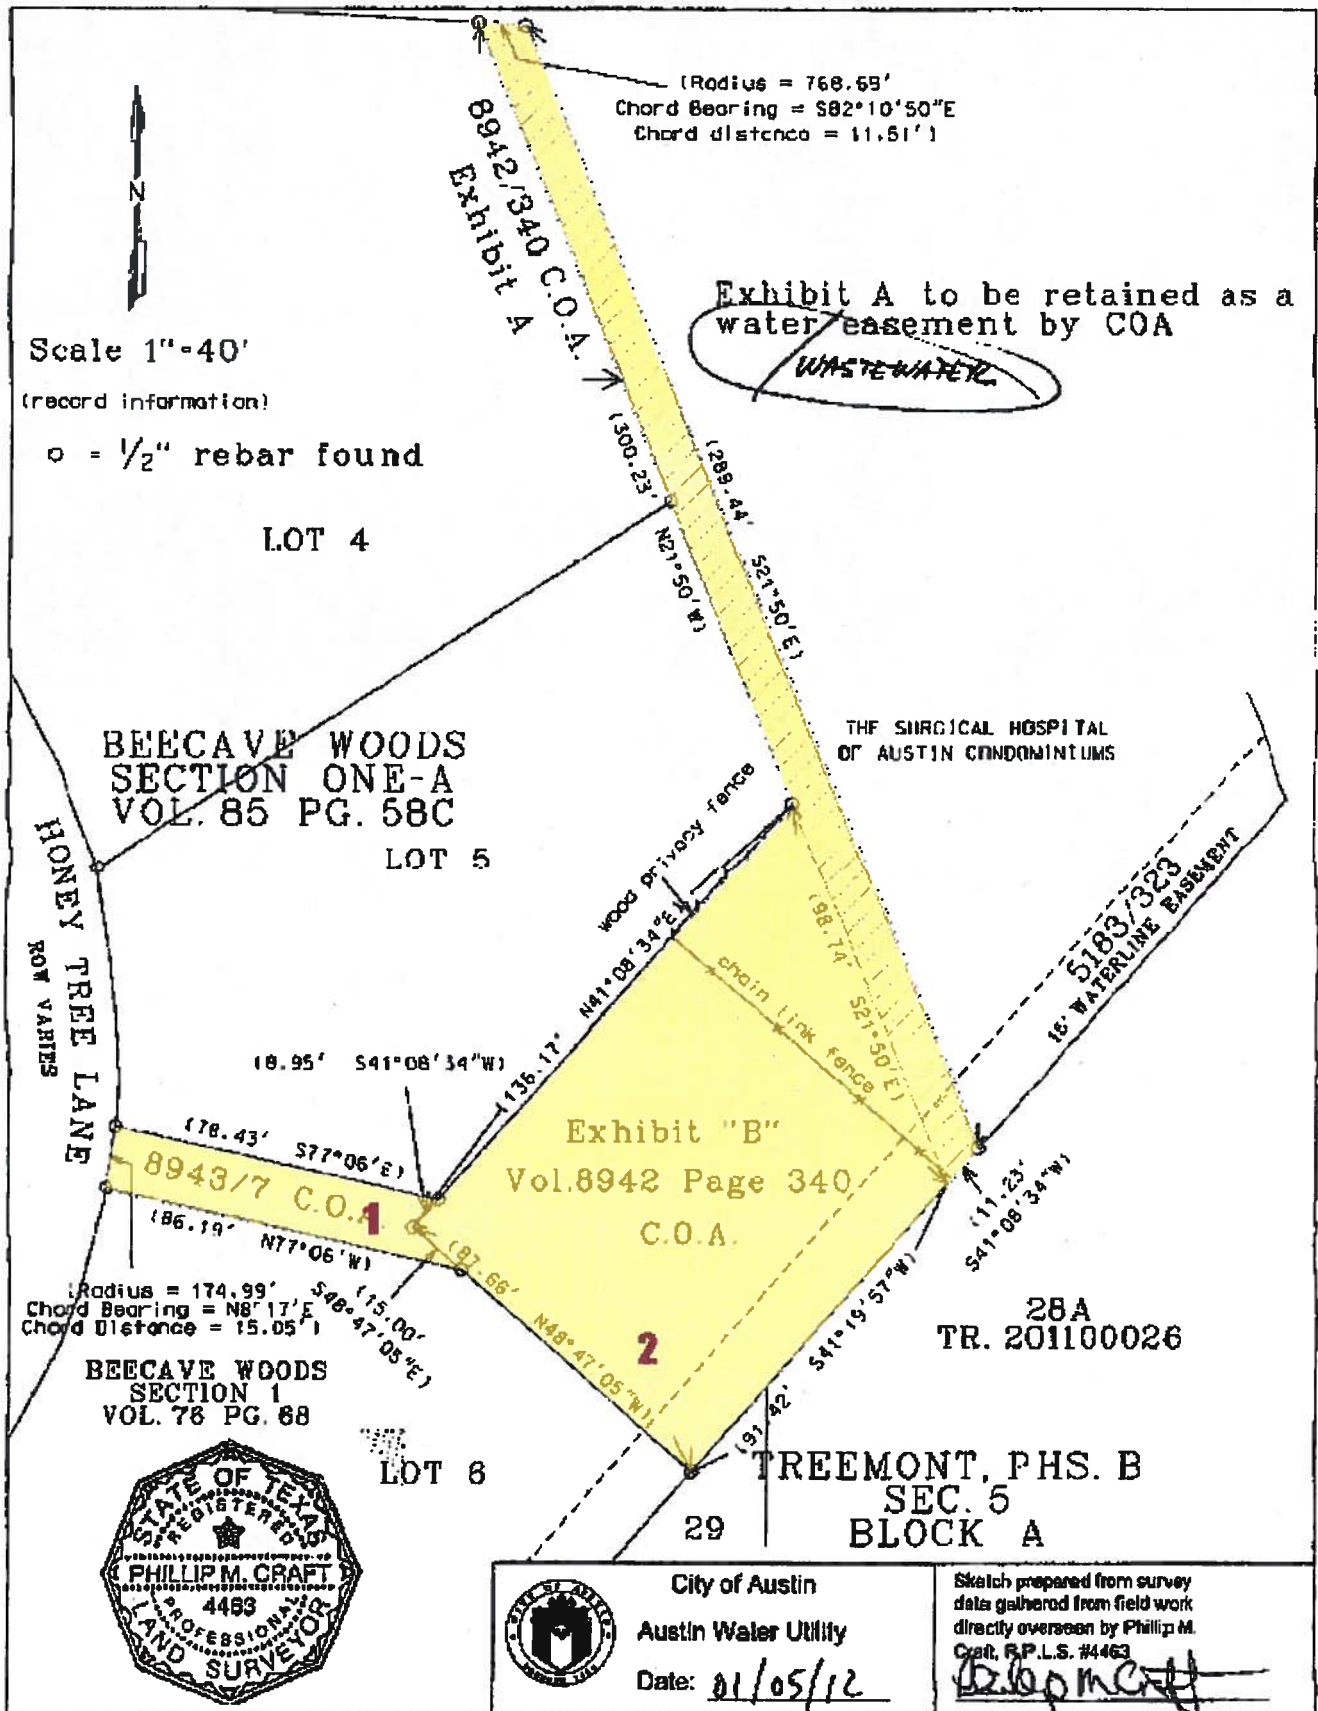 (Radius = 768.69'
Chord Bearing = S82°10'50"E
Chord distance = 11.51')
8942/340 C.O.A.
Exhibit A
N
Exhibit A to be retained as a
water easement by COA
WASTEWATER
Scale 1"=40'
(record information)
o = 1/2" rebar found
(300.23'
N21°50'W)
(289.44'
S21°50'E)
LOT 4
THE SURGICAL HOSPITAL
OF AUSTIN CONDOMINIUMS
BEECAVE WOODS
SECTION ONE-A
VOL. 85 PG. 58C
LOT 5
wood privacy fence
HONEY TREE LANE
ROW VARIES
5183/323
15' WATERLINE EASEMENT
(98.74'
S21°50'E)
chain link fence
(136.17'
N41°08'34"E)
(8.95' S41°08'34"W)
(78.43' S77°06'E)
8943/7 C.O.A.
1
(86.19' N77°06'W)
Exhibit "B"
Vol.8942 Page 340
C.O.A.
(11.23'
S41°08'34"W)
(Radius = 174.99'
Chord Bearing = N8°17'E
Chord Distance = 15.05')
(15.00'
S48°47'05"E)
(87.66' N48°47'05"W)
2
(91.42' S41°19'57"W)
28A
TR. 201100026
BEECAVE WOODS
SECTION 1
VOL. 76 PG. 68
LOT 6
TREEMONT, PHS. B
SEC. 5
BLOCK A
29
STATE OF TEXAS
REGISTERED
PHILLIP M. CRAFT
4463
PROFESSIONAL
LAND SURVEYOR
City of Austin
Austin Water Utility
Date: 01/05/12
Sketch prepared from survey
data gathered from field work
directly overseen by Phillip M.
Craft, R.P.L.S. #4463